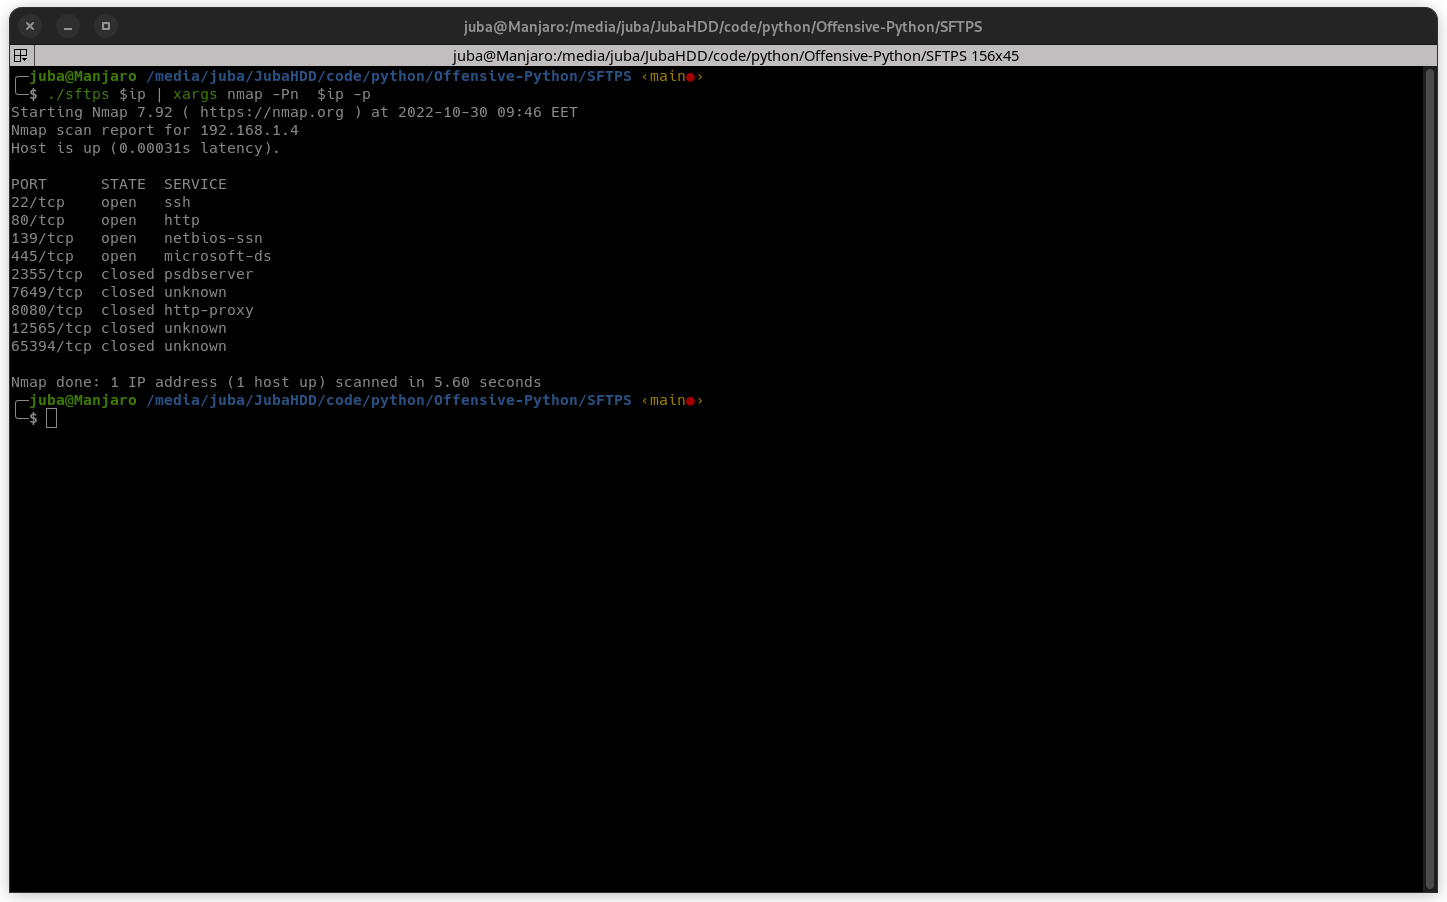 juba@Manjaro:/media/juba/JubaHDD/code/python/Offensive-Python/SFTPS
juba@Manjaro:/media/juba/JubaHDD/code/python/Offensive-Python/SFTPS 156x45
╭─juba@Manjaro /media/juba/JubaHDD/code/python/Offensive-Python/SFTPS ‹main●›
╰─$ ./sftps $ip | xargs nmap -Pn  $ip -p
Starting Nmap 7.92 ( https://nmap.org ) at 2022-10-30 09:46 EET
Nmap scan report for 192.168.1.4
Host is up (0.00031s latency).

PORT      STATE  SERVICE
22/tcp    open   ssh
80/tcp    open   http
139/tcp   open   netbios-ssn
445/tcp   open   microsoft-ds
2355/tcp  closed psdbserver
7649/tcp  closed unknown
8080/tcp  closed http-proxy
12565/tcp closed unknown
65394/tcp closed unknown

Nmap done: 1 IP address (1 host up) scanned in 5.60 seconds
╭─juba@Manjaro /media/juba/JubaHDD/code/python/Offensive-Python/SFTPS ‹main●›
╰─$